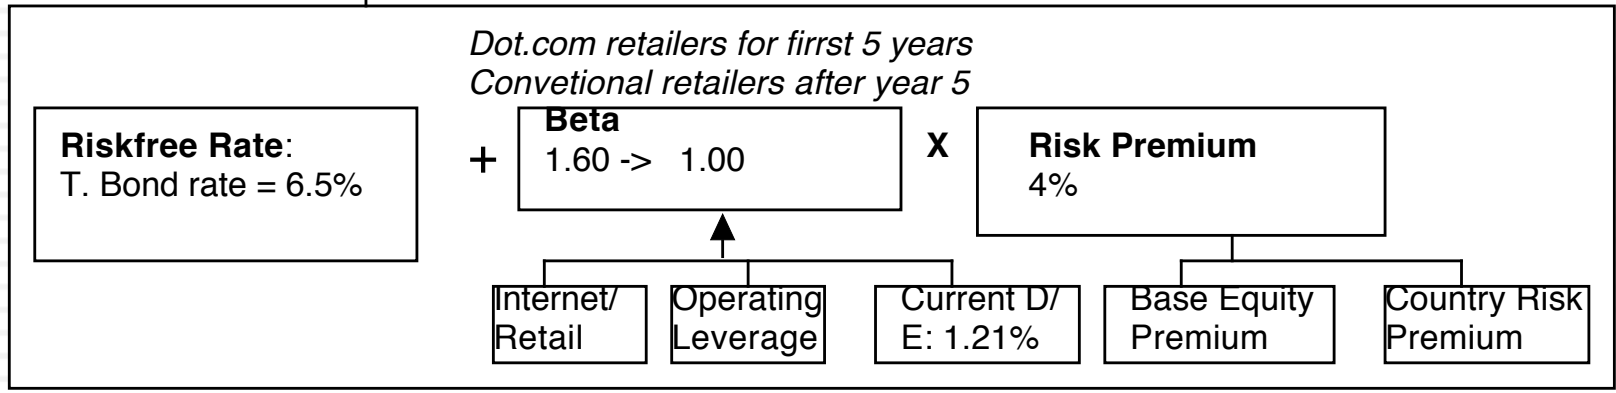 Dot.com retailers for firrst 5 years
Convetional retailers after year 5
Riskfree Rate:
T. Bond rate = 6.5%
+
Beta
1.60 -> 1.00
X
Risk Premium
4%
Internet/
Retail
Operating
Leverage
Current D/
E: 1.21%
Base Equity
Premium
Country Risk
Premium